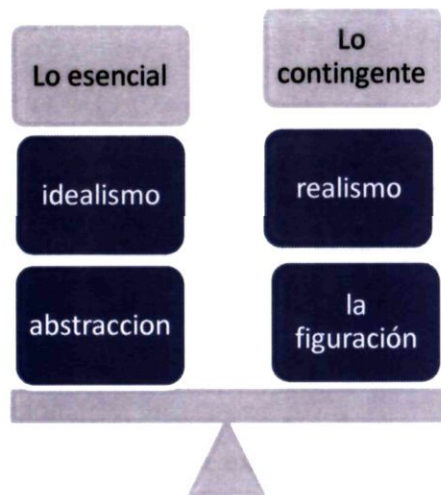 Lo esencial
idealismo
abstraccion
Lo
contingente
realismo
la
figuración